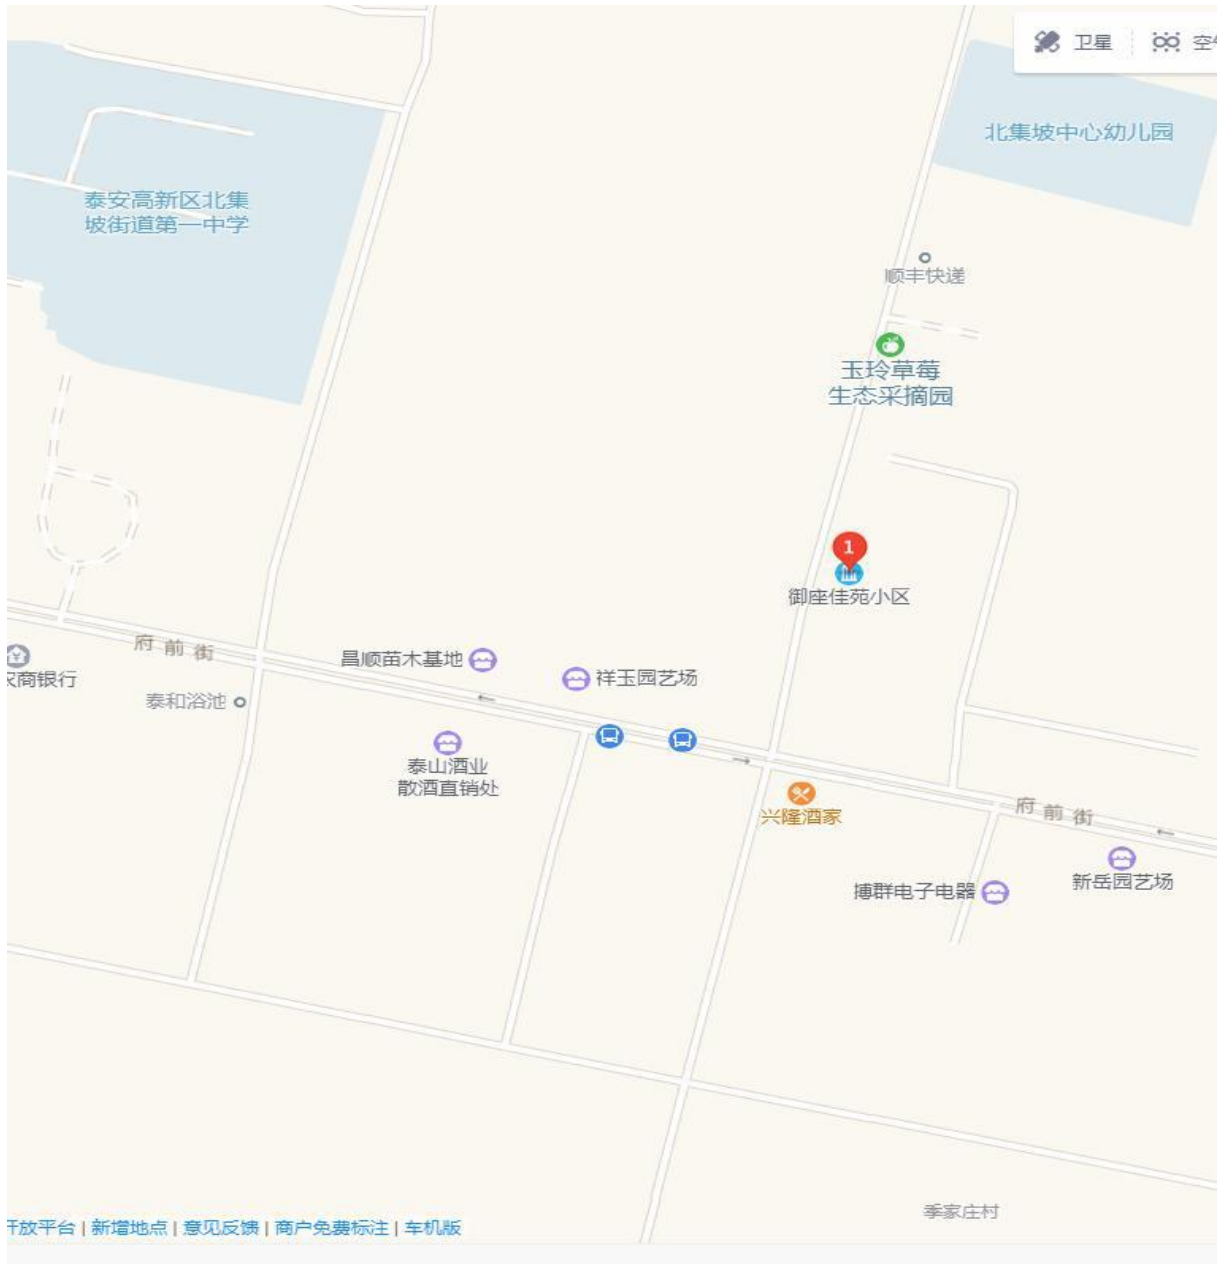 卫星
空气
北集坡中心幼儿园
泰安高新区北集
坡街道第一中学
顺丰快递
玉玲草莓
生态采摘园
1
御座佳苑小区
府前街
昌顺苗木基地
祥玉园艺场
农商银行
泰和浴池
泰山酒业
散酒直销处
兴隆酒家
府前街
搏群电子电器
新岳园艺场
季家庄村
开放平台 | 新增地点 | 意见反馈 | 商户免费标注 | 车机版